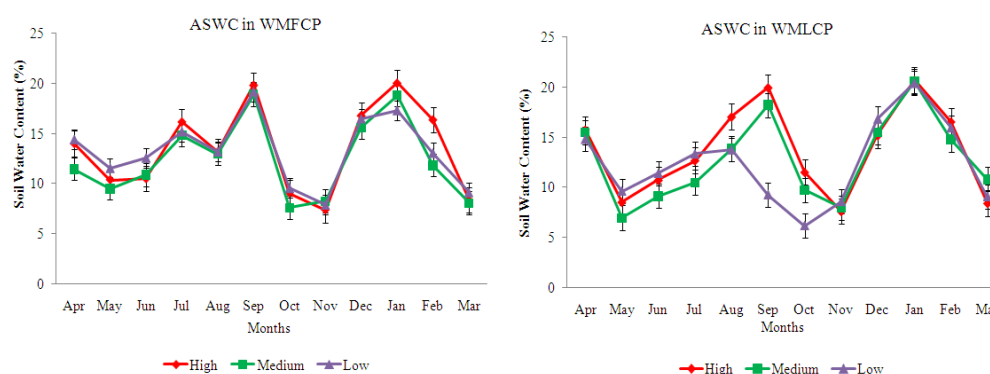 ASWC in WMFCP
Soil Water Content (%)
25
20
15
10
5
0
Apr May Jun Jul Aug Sep Oct Nov Dec Jan Feb Mar
Months
High Medium Low
ASWC in WMLCP
Soil Water Content (%)
25
20
15
10
5
0
Apr May Jun Jul Aug Sep Oct Nov Dec Jan Feb Ma
Months
High Medium Low